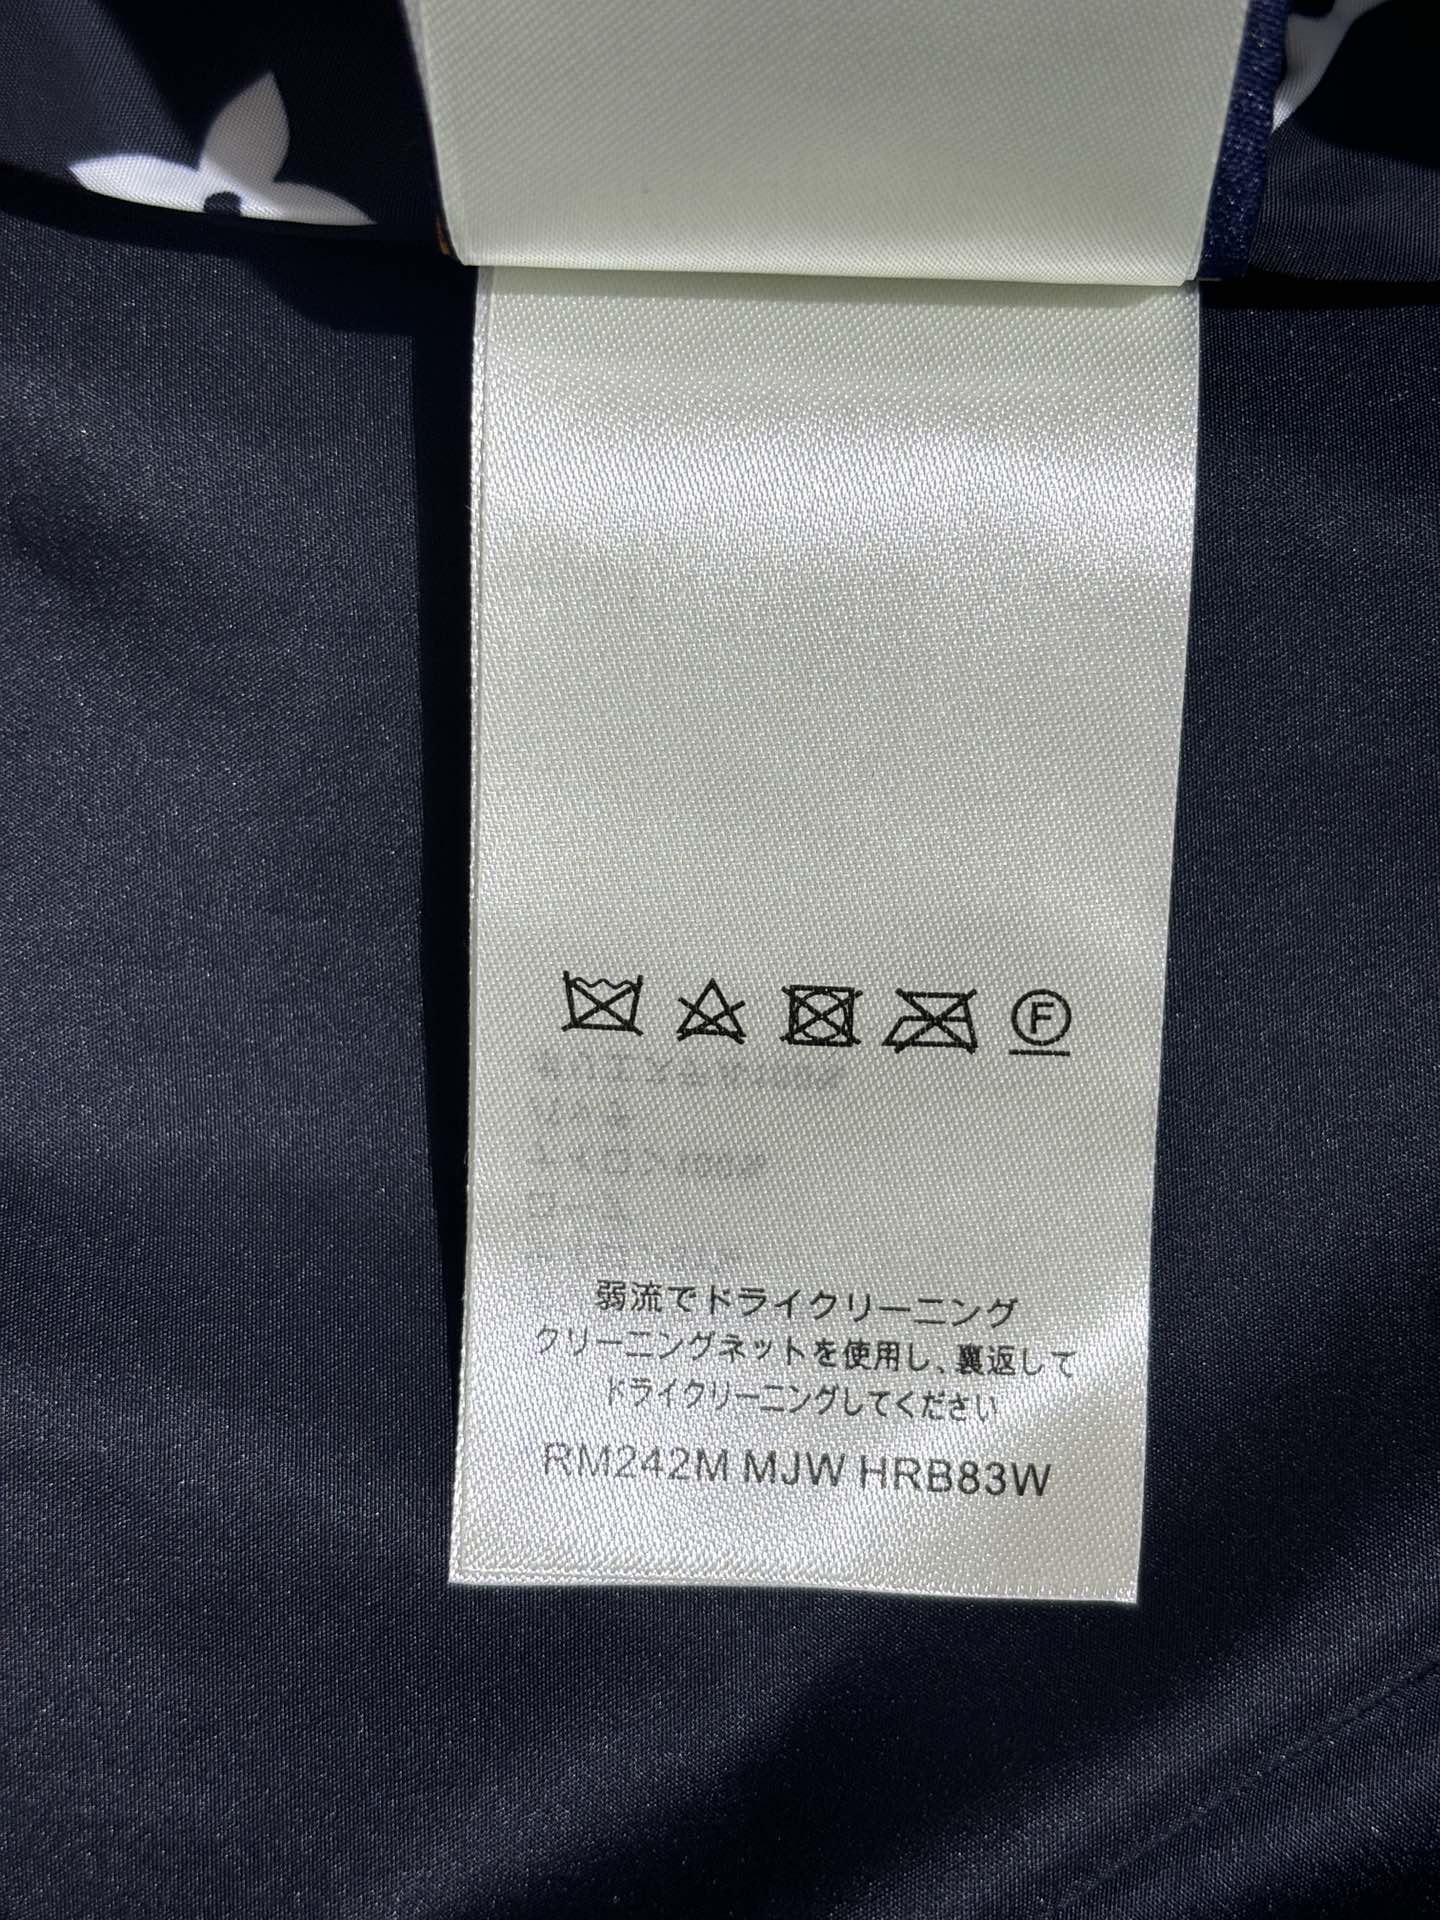 F
弱流でドライクリーニング
クリーニングネットを使用し、裏返して
ドライクリーニングしてください
RM242M MJW HRB83W